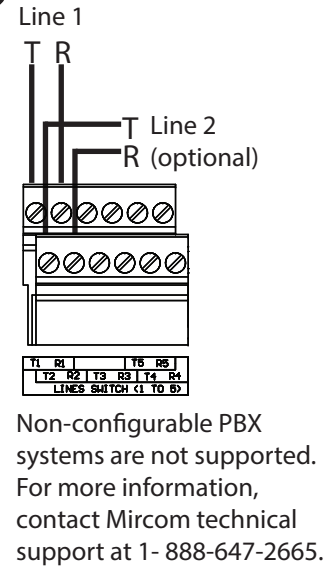 Line 1
T R
T Line 2
R (optional)
T1 R1 T5 R5
T2 R2 T3 R3 T4 R4
LINES SWITCH (1 TO 5)
Non-configurable PBX
systems are not supported.
For more information,
contact Mircom technical
support at 1- 888-647-2665.